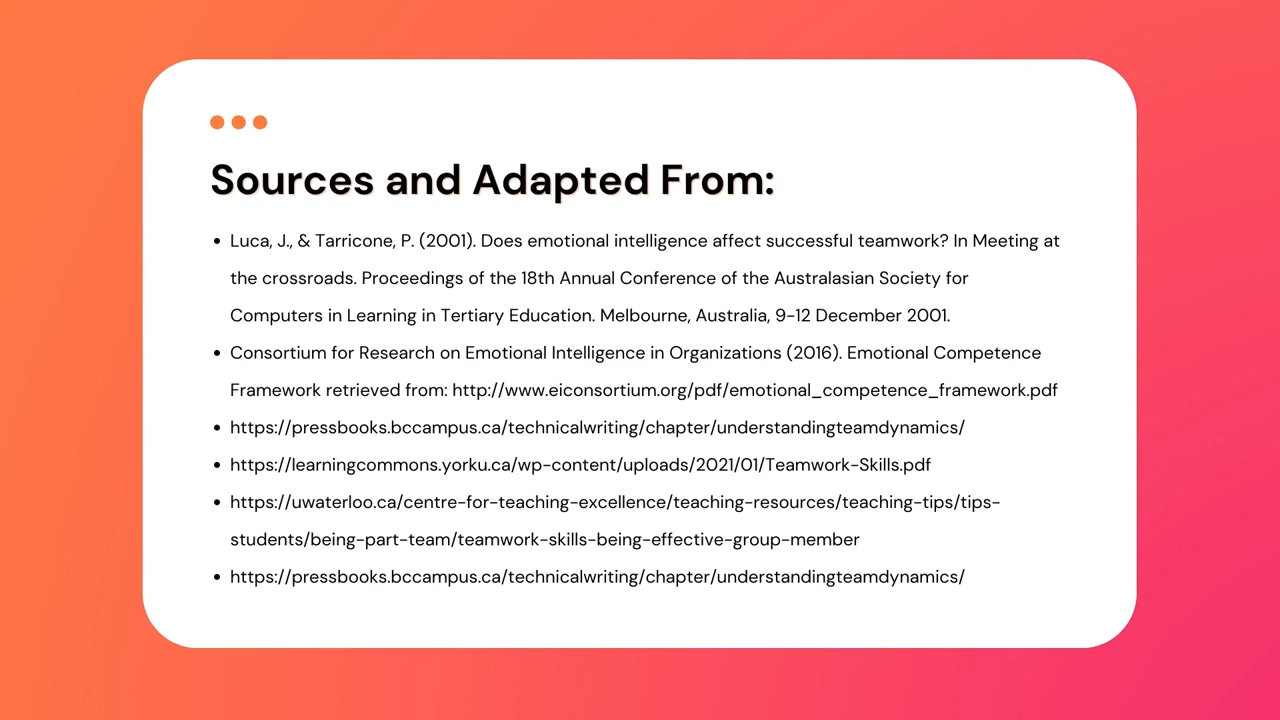 Sources and Adapted From:
• Luca, J., & Tarricone, P. (2001). Does emotional intelligence affect successful teamwork? In Meeting at
the crossroads. Proceedings of the 18th Annual Conference of the Australasian Society for
Computers in Learning in Tertiary Education. Melbourne, Australia, 9-12 December 2001.
• Consortium for Research on Emotional Intelligence in Organizations (2016). Emotional Competence
Framework retrieved from: http://www.eiconsortium.org/pdf/emotional_competence_framework.pdf
• https://pressbooks.bccampus.ca/technicalwriting/chapter/understandingteamdynamics/
• https://learningcommons.yorku.ca/wp-content/uploads/2021/01/Teamwork-Skills.pdf
• https://uwaterloo.ca/centre-for-teaching-excellence/teaching-resources/teaching-tips/tips-
students/being-part-team/teamwork-skills-being-effective-group-member
• https://pressbooks.bccampus.ca/technicalwriting/chapter/understandingteamdynamics/